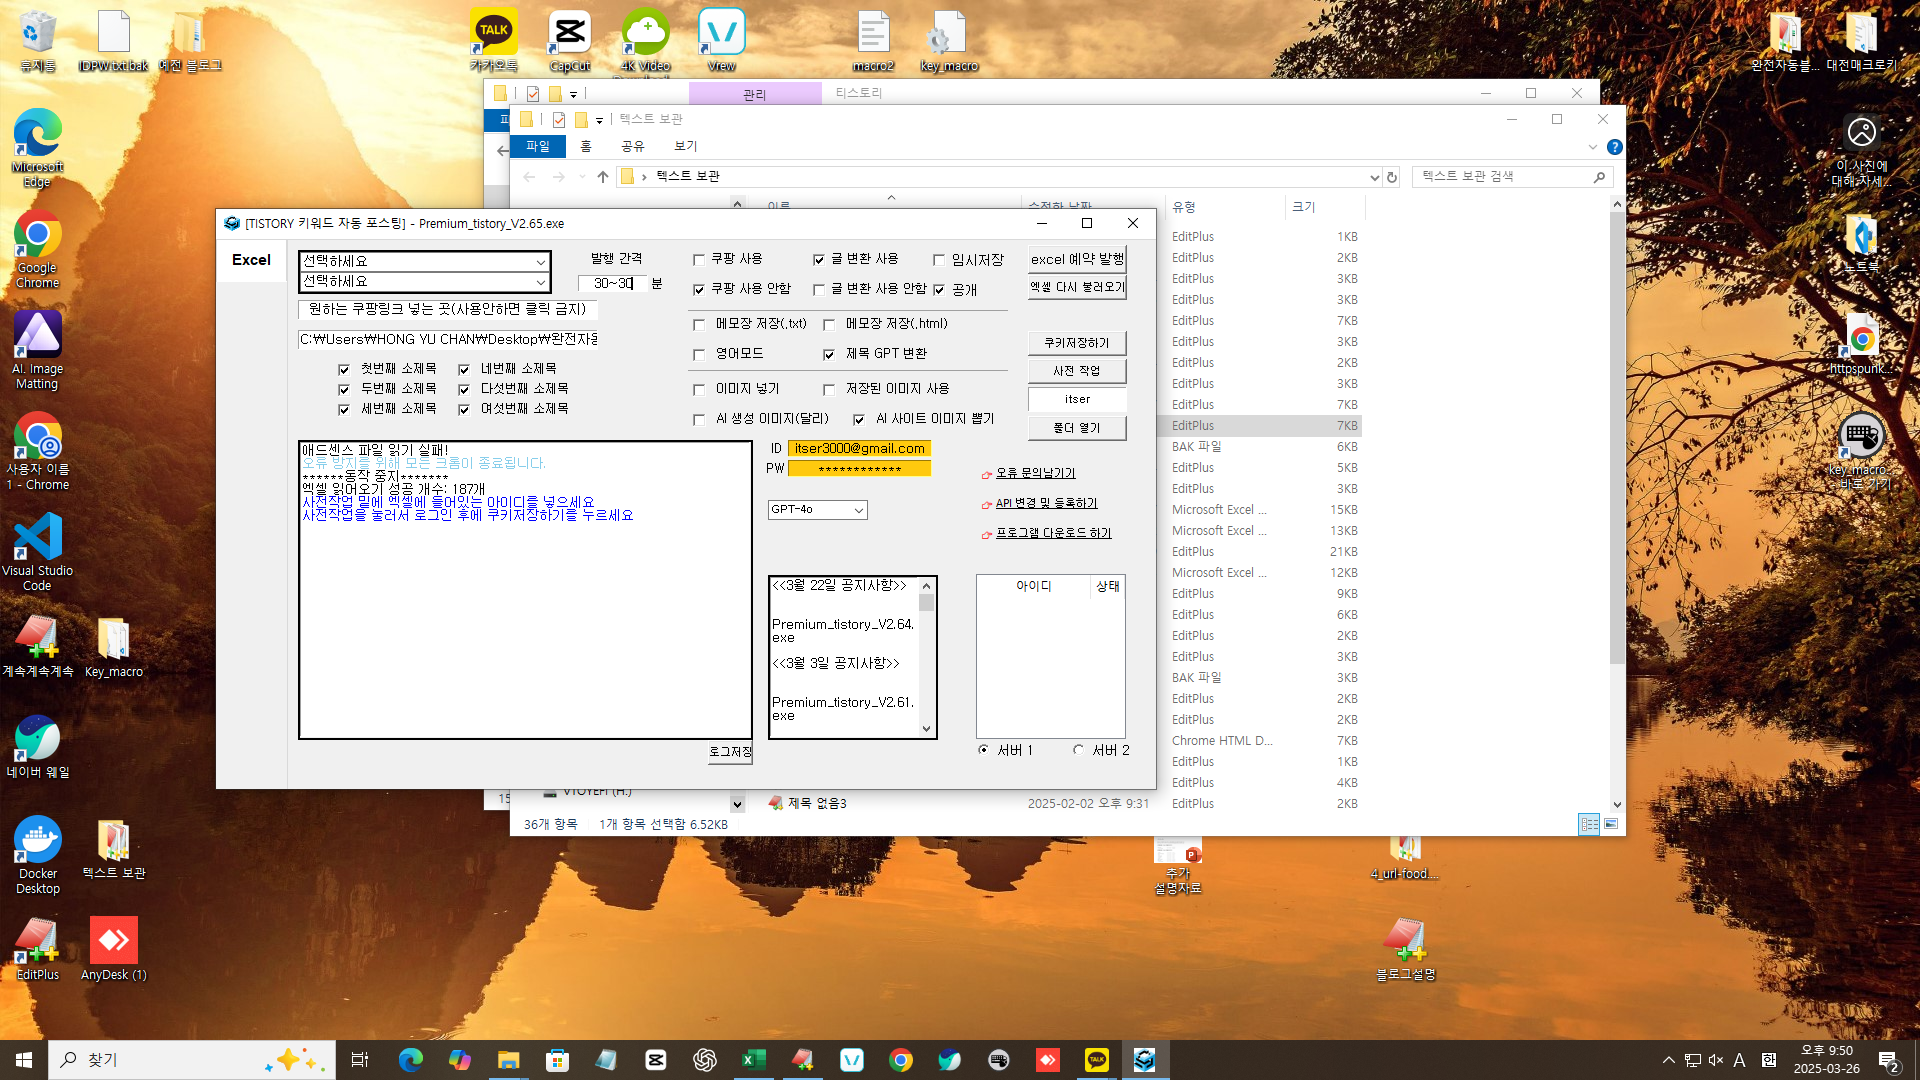 휴지통
IDPW.txt.bak
예전 블로그
카카오톡
CapCut
4K Video
Vrew
macro2
key_macro
완전자동블...
대전매크로키
Microsoft
Edge
Google
Chrome
AI. Image
Matting
사용자 이름
1 - Chrome
Visual Studio
Code
계속계속계속
Key_macro
네이버 웨일
Docker
Desktop
텍스트 보관
EditPlus
AnyDesk (1)
이 사진에
대해 자세...
노트북
httpspunk...
key_macro...
바로 가기
추가
설명자료
4_url-food....
블로그설명
관리
티스토리
텍스트 보관
파일
홈
공유
보기
텍스트 보관
텍스트 보관 검색
이름
수정한 날짜
유형
크기
EditPlus 1KB
EditPlus 2KB
EditPlus 3KB
EditPlus 3KB
EditPlus 7KB
EditPlus 3KB
EditPlus 2KB
EditPlus 3KB
EditPlus 7KB
EditPlus 7KB
BAK 파일 6KB
EditPlus 5KB
EditPlus 3KB
Microsoft Excel ... 15KB
Microsoft Excel ... 13KB
EditPlus 21KB
Microsoft Excel ... 12KB
EditPlus 9KB
EditPlus 6KB
EditPlus 2KB
EditPlus 3KB
BAK 파일 3KB
EditPlus 2KB
EditPlus 2KB
Chrome HTML D... 7KB
EditPlus 1KB
EditPlus 4KB
제목 없음3 2025-02-02 오후 9:31 EditPlus 2KB
VTOYEFI (H:)
36개 항목 1개 항목 선택함 6.52KB
[TISTORY 키워드 자동 포스팅] - Premium_tistory_V2.65.exe
Excel
선택하세요
선택하세요
발행 간격
30~30 분
원하는 쿠팡링크 넣는 곳(사용안하면 클릭 금지)
C:\Users\HONG YU CHAN\Desktop\완전자동
첫번째 소제목 네번째 소제목
두번째 소제목 다섯번째 소제목
세번째 소제목 여섯번째 소제목
쿠팡 사용 글 변환 사용 임시저장
쿠팡 사용 안함 글 변환 사용 안함 공개
메모장 저장(.txt) 메모장 저장(.html)
영어모드 제목 GPT 변환
이미지 넣기 저장된 이미지 사용
AI 생성 이미지(달리) AI 사이트 이미지 뽑기
excel 예약 발행
엑셀 다시 불러오기
쿠키저장하기
사전 작업
itser
폴더 열기
애드센스 파일 읽기 실패!
오류 방지를 위해 모든 크롬이 종료됩니다.
******동작 중지*******
엑셀 읽어오기 성공 개수: 187개
사전작업 밑에 엑셀에 들어있는 아이디를 넣으세요
사전작업을 눌러서 로그인 후에 쿠키저장하기를 누르세요
로그저장
ID itser3000@gmail.com
PW ************
GPT-4o
오류 문의남기기
API 변경 및 등록하기
프로그램 다운로드 하기
<<3월 22일 공지사항>>
Premium_tistory_V2.64.
exe
<<3월 3일 공지사항>>
Premium_tistory_V2.61.
exe
아이디 상태
서버 1 서버 2
찾기
A
한
오후 9:50
2025-03-26
2